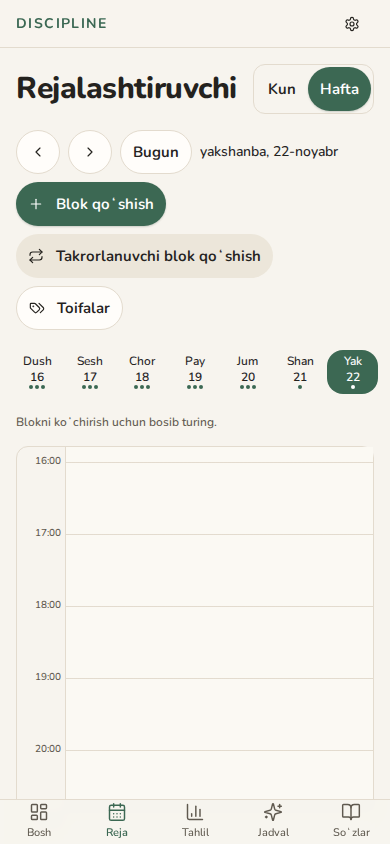 DISCIPLINE
Rejalashtiruvchi
Kun Hafta
Bugun yakshanba, 22-noyabr
Blok qoʻshish
Takrorlanuvchi blok qoʻshish
Toifalar
Dush Sesh Chor Pay Jum Shan Yak
16 17 18 19 20 21 22
Blokni koʻchirish uchun bosib turing.
16:00
17:00
18:00
19:00
20:00
Bosh Reja Tahlil Jadval Soʻzlar